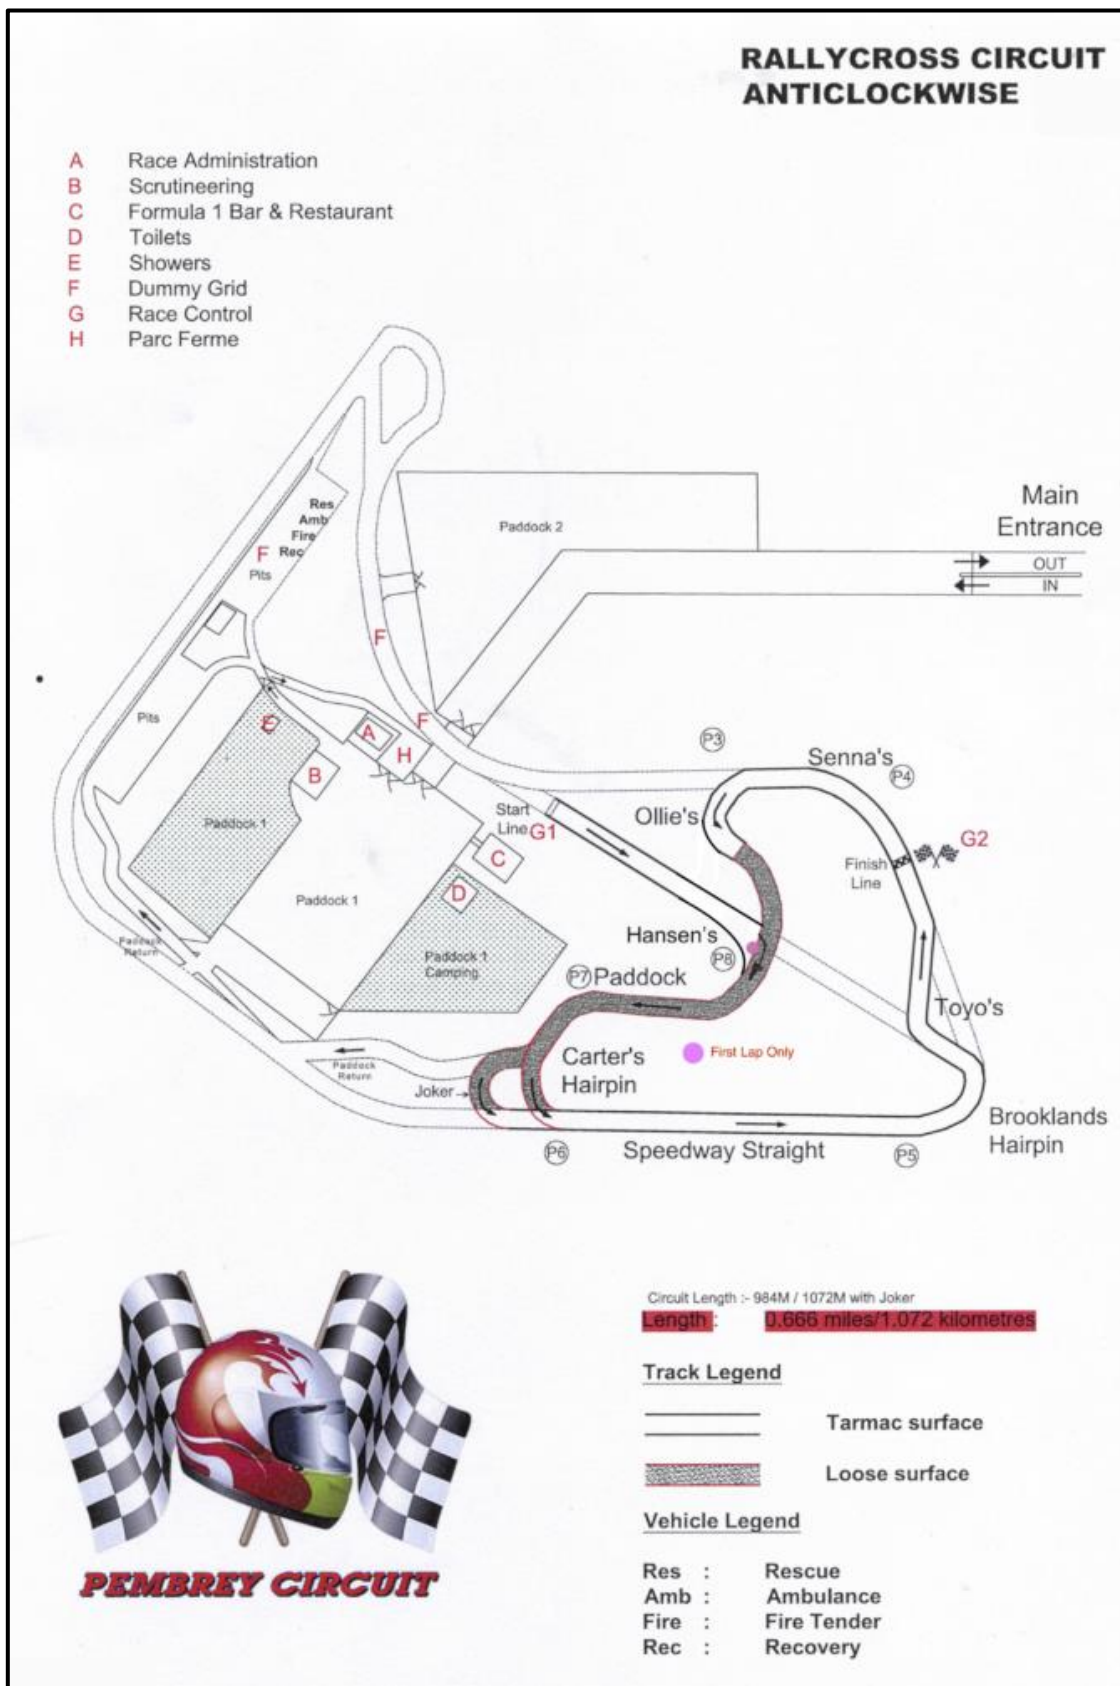 RALLYCROSS CIRCUIT
ANTICLOCKWISE
A Race Administration
B Scrutineering
C Formula 1 Bar & Restaurant
D Toilets
E Showers
F Dummy Grid
G Race Control
H Parc Ferme
Res
Amb
Fire
Rec
F
Pits
Paddock 2
Main
Entrance
OUT
IN
F
F
Pits
E
A
H
B
Paddock 1
Start
Line
G1
C
D
Paddock 1
Paddock 1
Camping
P3
Senna's
P4
Ollie's
G2
Finish
Line
Hansen's
P8
P7
Paddock
Toyo's
Paddock
Return
Paddock
Return
First Lap Only
Carter's
Hairpin
Joker
Brooklands
Hairpin
P6
Speedway Straight
P5
PEMBREY CIRCUIT
Circuit Length :- 984M / 1072M with Joker
Length : 0.666 miles/1.072 kilometres
Track Legend
Tarmac surface
Loose surface
Vehicle Legend
Res : Rescue
Amb : Ambulance
Fire : Fire Tender
Rec : Recovery